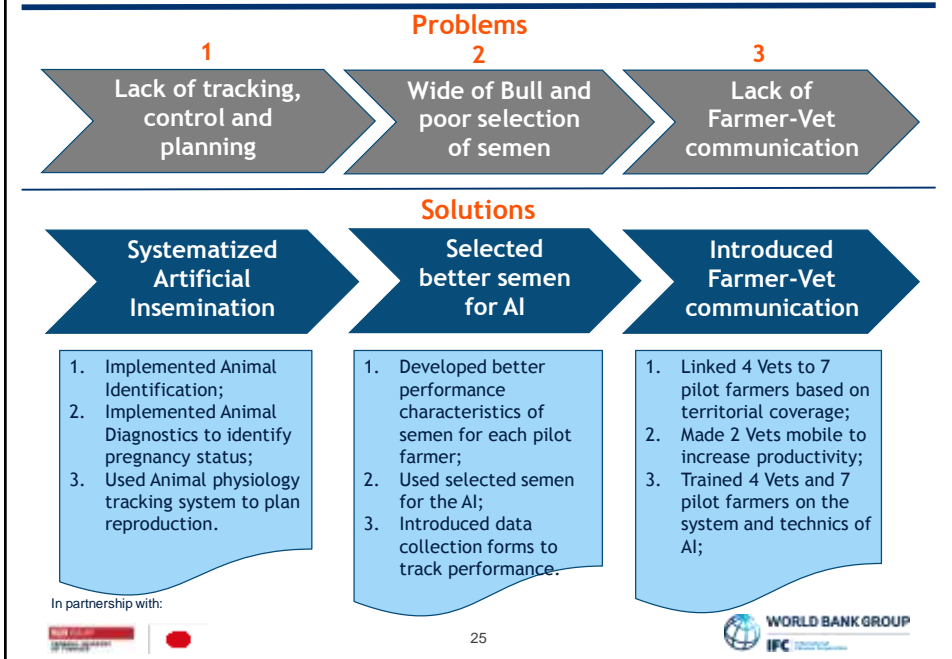 Problems
1
2
3
Lack of tracking,
control and
planning
Wide of Bull and
poor selection
of semen
Lack of
Farmer-Vet
communication
Solutions
Systematized
Artificial
Insemination
Selected
better semen
for AI
Introduced
Farmer-Vet
communication
1. Implemented Animal
Identification;
2. Implemented Animal
Diagnostics to identify
pregnancy status;
3. Used Animal physiology
tracking system to plan
reproduction.
1. Developed better
performance
characteristics of
semen for each pilot
farmer;
2. Used selected semen
for the AI;
3. Introduced data
collection forms to
track performance.
1. Linked 4 Vets to 7
pilot farmers based on
territorial coverage;
2. Made 2 Vets mobile to
increase productivity;
3. Trained 4 Vets and 7
pilot farmers on the
system and technics of
AI;
In partnership with:
25
WORLD BANK GROUP
IFC